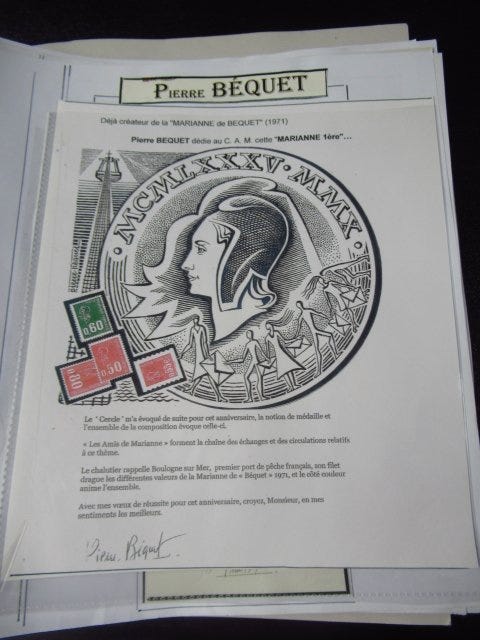 PIERRE BÉQUET
Déjà créateur de la "MARIANNE de BEQUET" (1971)
Pierre BEQUET dédie au C. A. M. cette "MARIANNE 1ère"...
·MCMLXXXV·MMX·
0.60
0.80
0.50
Le "Cercle" m'a évoqué de suite pour cet anniversaire, la notion de médaille et
l'ensemble de la composition évoque celle-ci.
« Les Amis de Marianne » forment la chaîne des échanges et des circulations relatifs
à ce thème.
Le chalutier rappelle Boulogne sur Mer, premier port de pêche français, son filet
drague les différentes valeurs de la Marianne de « Béquet » 1971, et le côté couleur
anime l'ensemble.
Avec mes vœux de réussite pour cet anniversaire, croyez, Monsieur, en mes
sentiments les meilleurs.
Pierre Béquet.